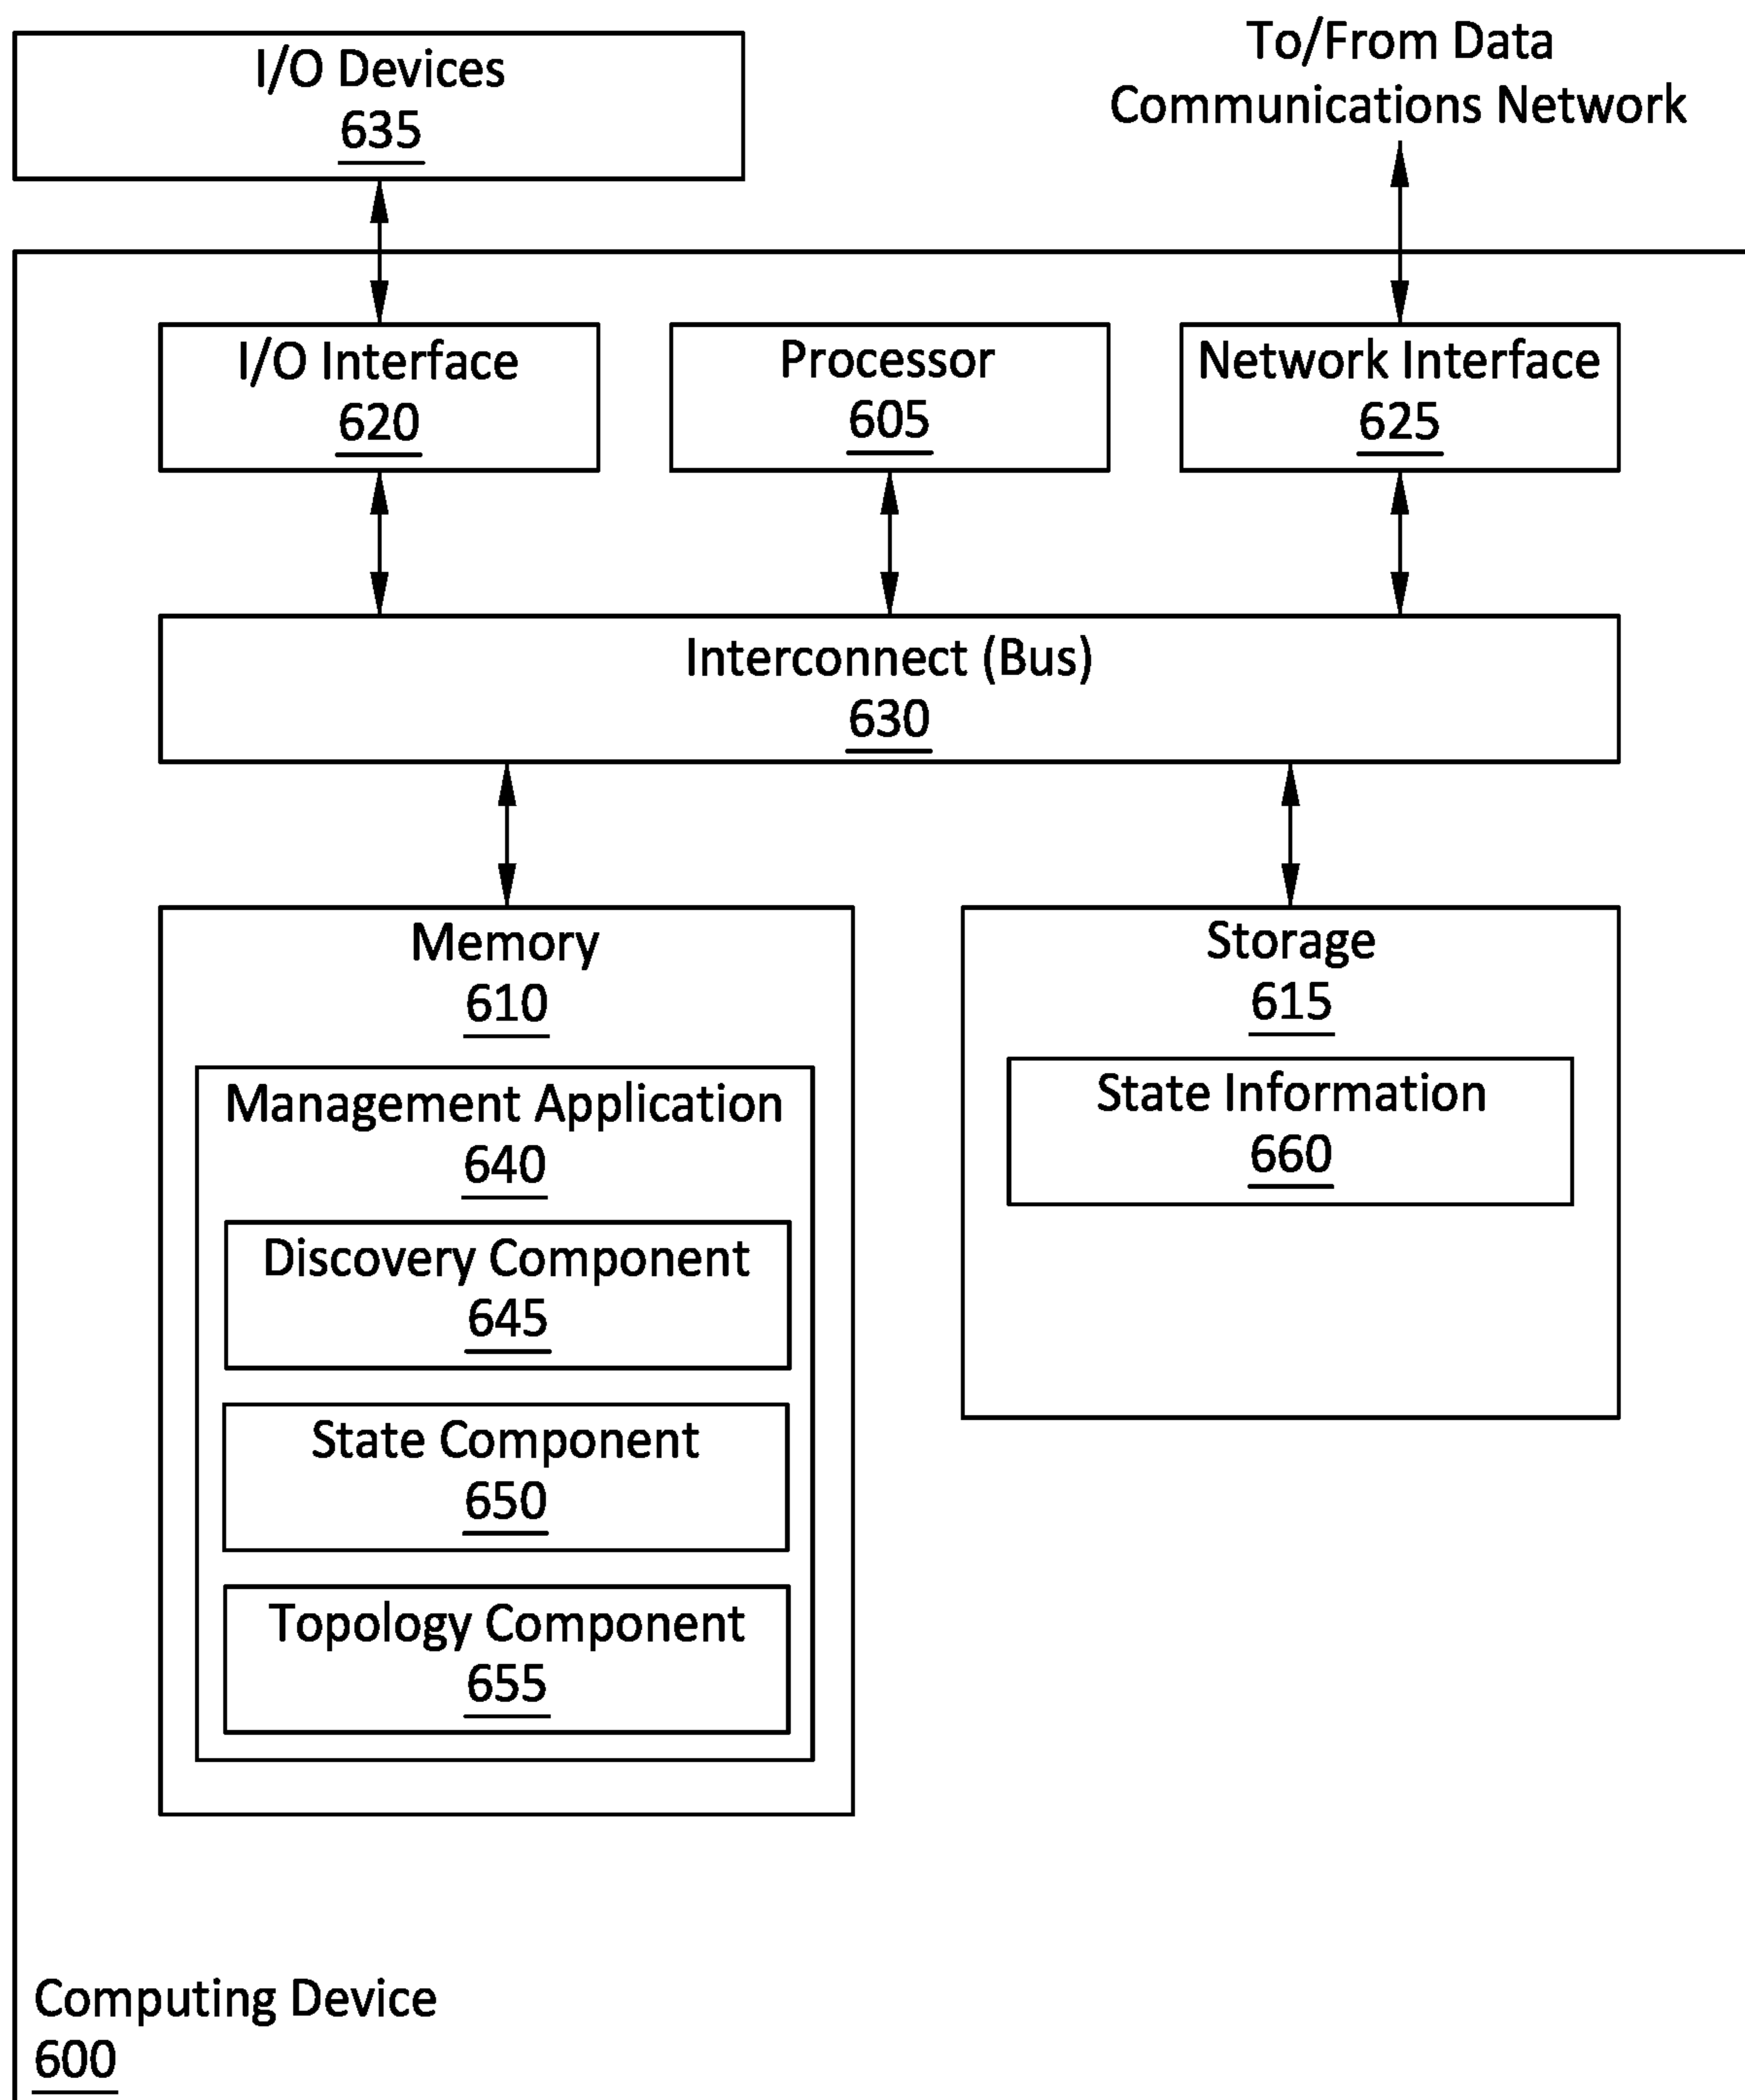 I/O Devices
635
To/From Data
Communications Network
I/O Interface
620
Processor
605
Network Interface
625
Interconnect (Bus)
630
Memory
610
Management Application
640
Discovery Component
645
State Component
650
Topology Component
655
Storage
615
State Information
660
Computing Device
600